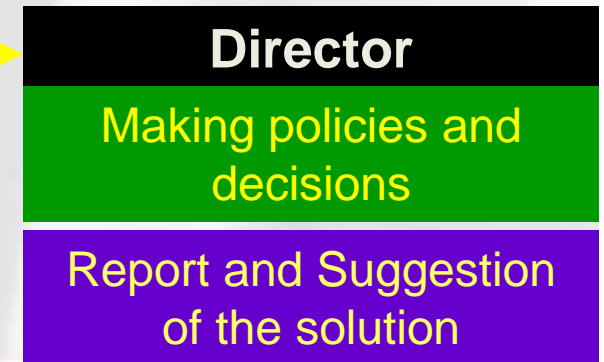 Director
Making policies and
decisions
Report and Suggestion
of the solution